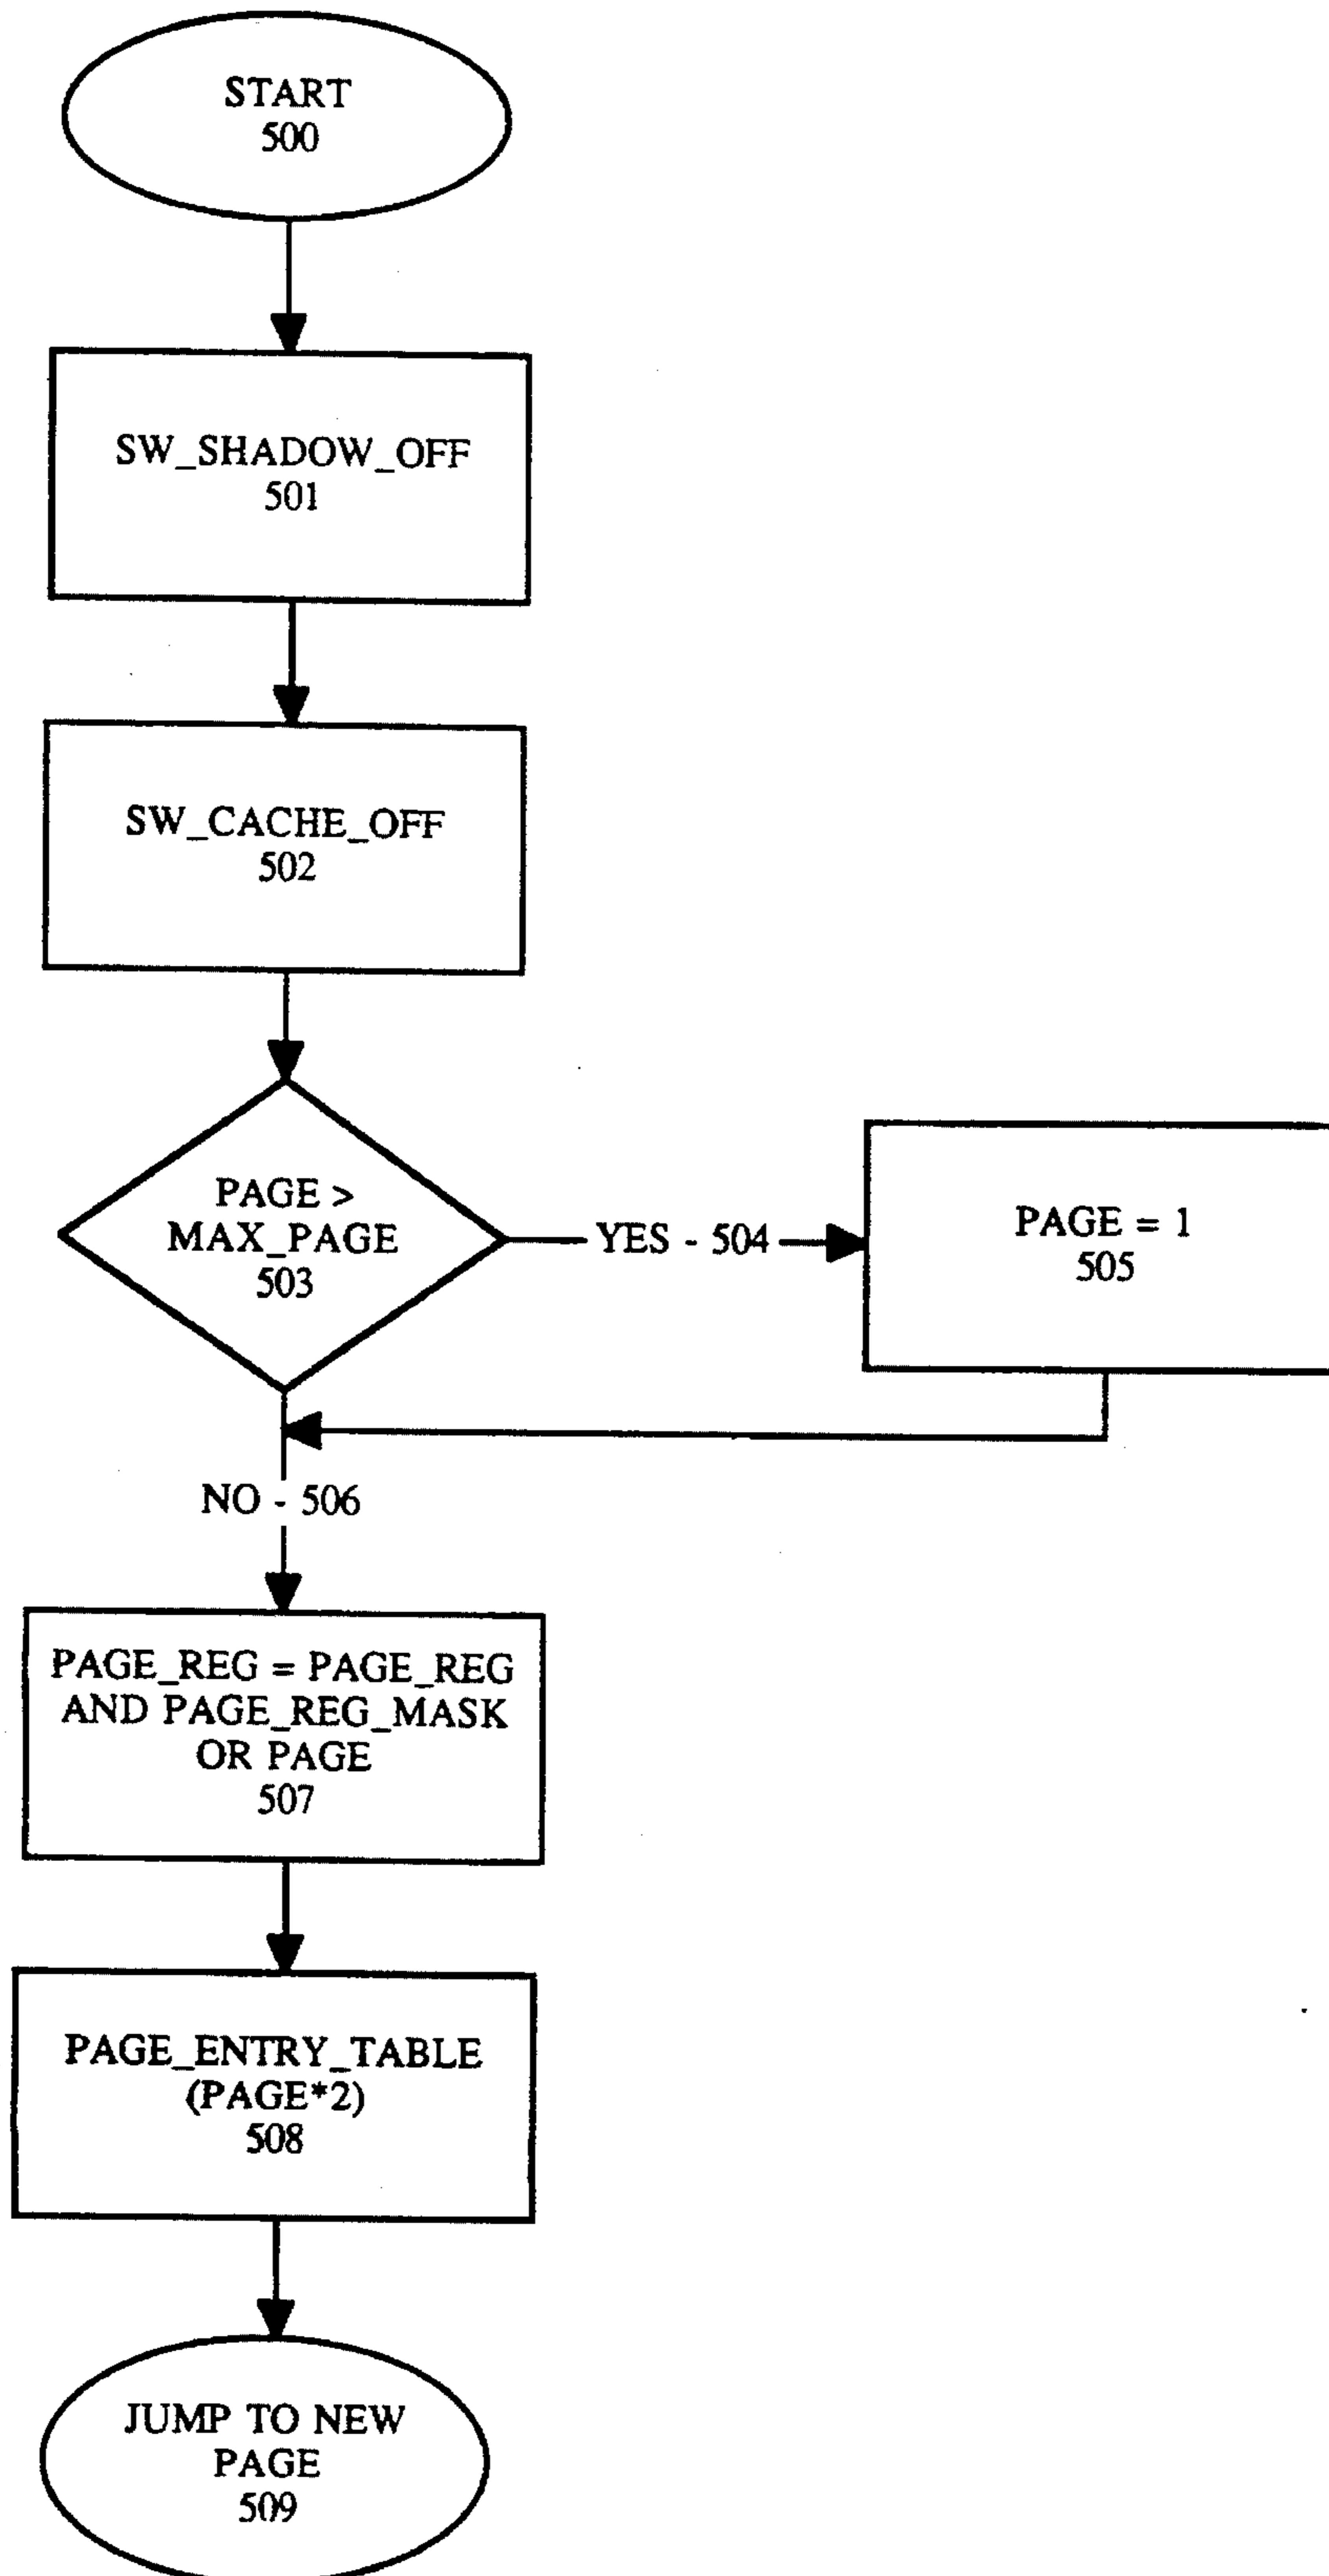 START
500
SW_SHADOW_OFF
501
SW_CACHE_OFF
502
PAGE >
MAX_PAGE
503
YES - 504
PAGE = 1
505
NO - 506
PAGE_REG = PAGE_REG
AND PAGE_REG_MASK
OR PAGE
507
PAGE_ENTRY_TABLE
(PAGE*2)
508
JUMP TO NEW
PAGE
509